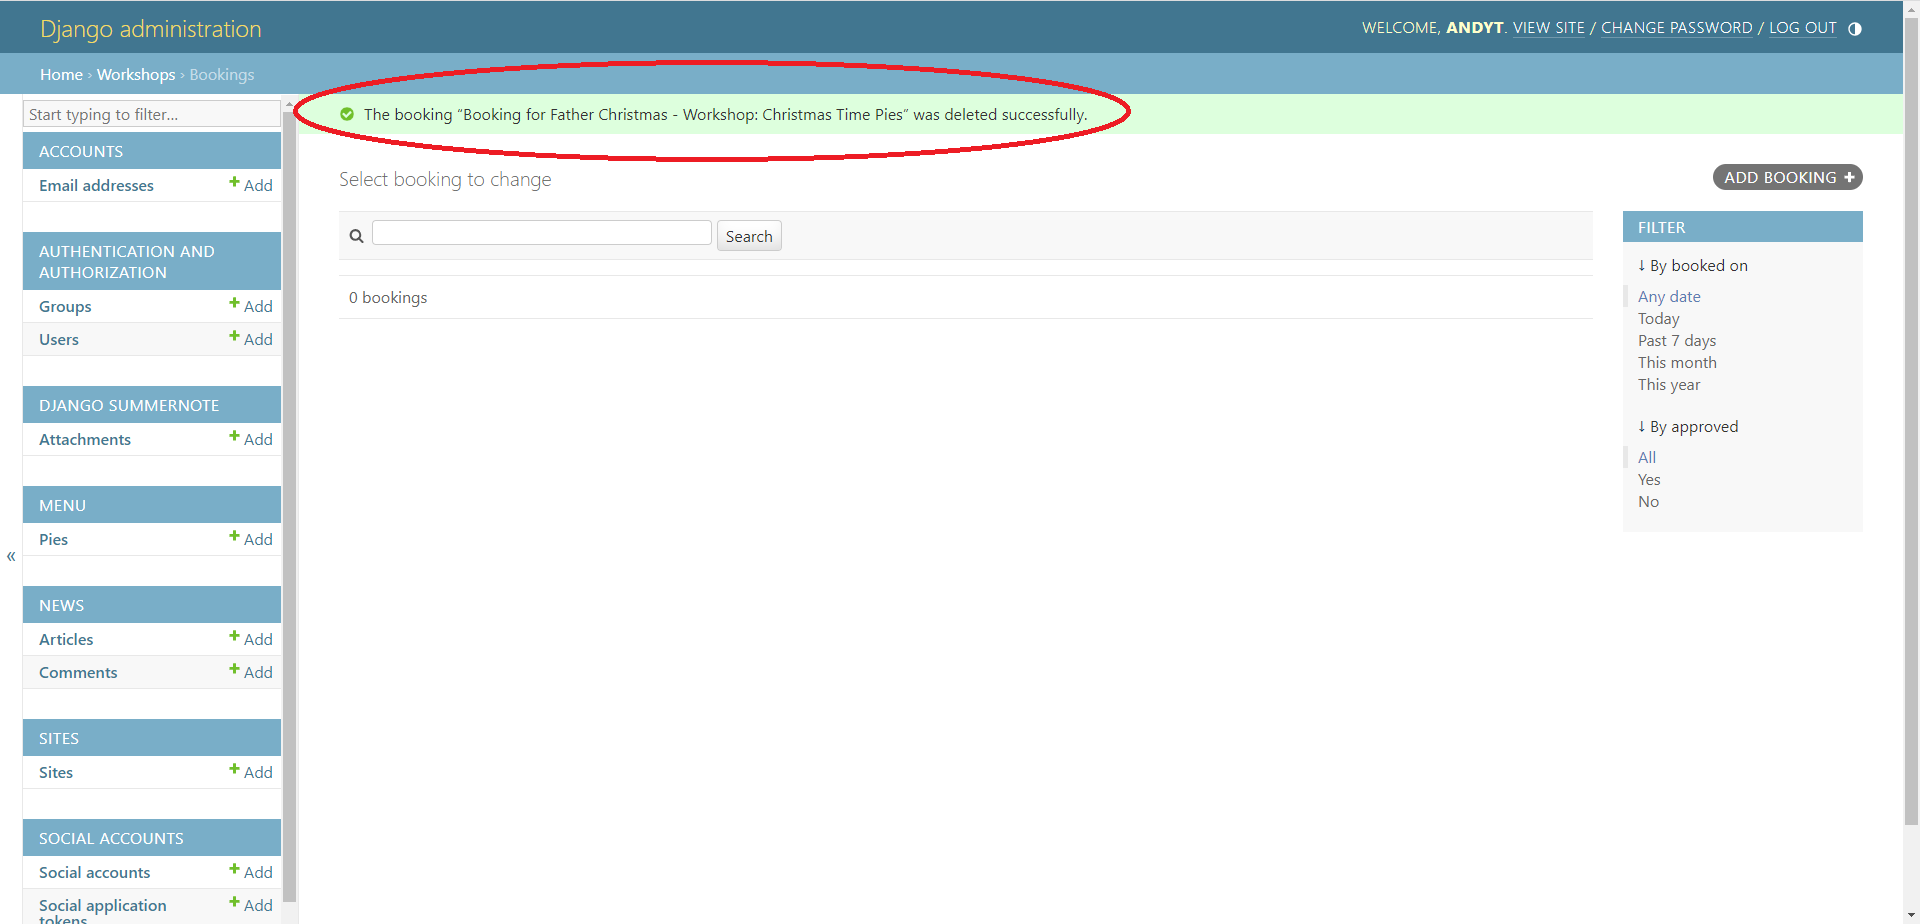 Django administration
WELCOME, ANDYT. VIEW SITE / CHANGE PASSWORD / LOG OUT
Home › Workshops › Bookings
Start typing to filter...
ACCOUNTS
Email addresses + Add
AUTHENTICATION AND
AUTHORIZATION
Groups + Add
Users + Add
DJANGO SUMMERNOTE
Attachments + Add
MENU
Pies + Add
«
NEWS
Articles + Add
Comments + Add
SITES
Sites + Add
SOCIAL ACCOUNTS
Social accounts + Add
Social application + Add
tokens
The booking “Booking for Father Christmas - Workshop: Christmas Time Pies” was deleted successfully.
Select booking to change
ADD BOOKING +
Search
0 bookings
FILTER
↓ By booked on
Any date
Today
Past 7 days
This month
This year
↓ By approved
All
Yes
No